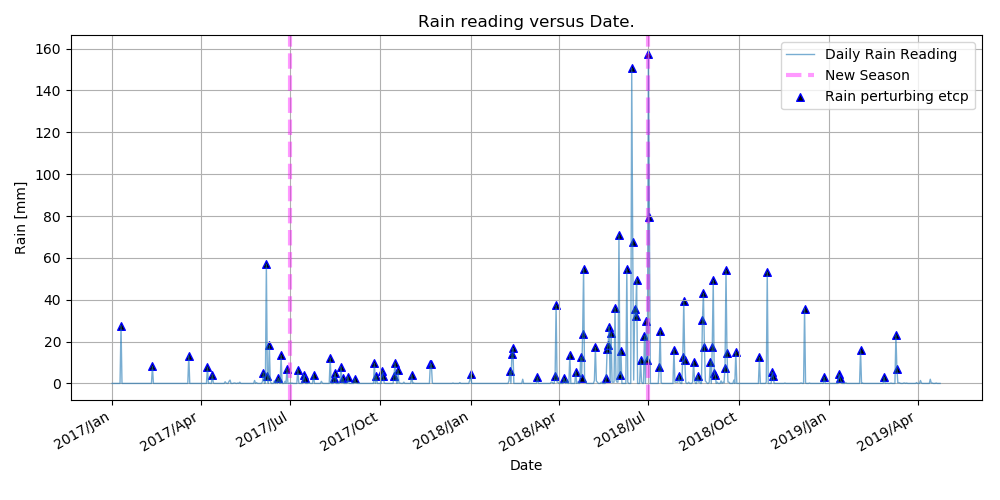 Rain reading versus Date.
160
140
120
100
80
60
40
20
0
Rain [mm]
Daily Rain Reading
New Season
Rain perturbing etcp
2017/Jan
2017/Apr
2017/Jul
2017/Oct
2018/Jan
2018/Apr
2018/Jul
2018/Oct
2019/Jan
2019/Apr
Date